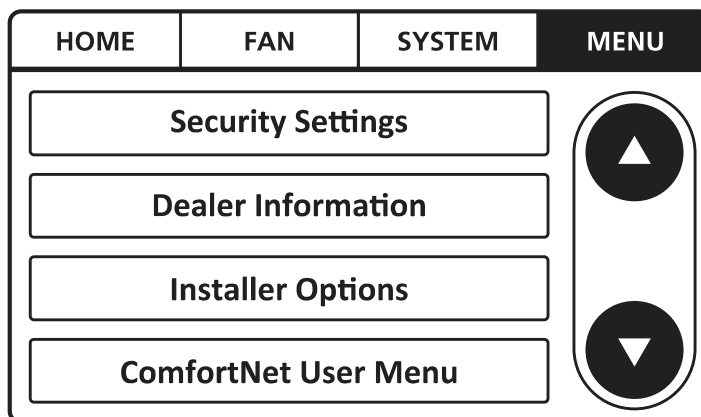 HOME FAN SYSTEM MENU
Security Settings
Dealer Information
Installer Options
ComfortNet User Menu